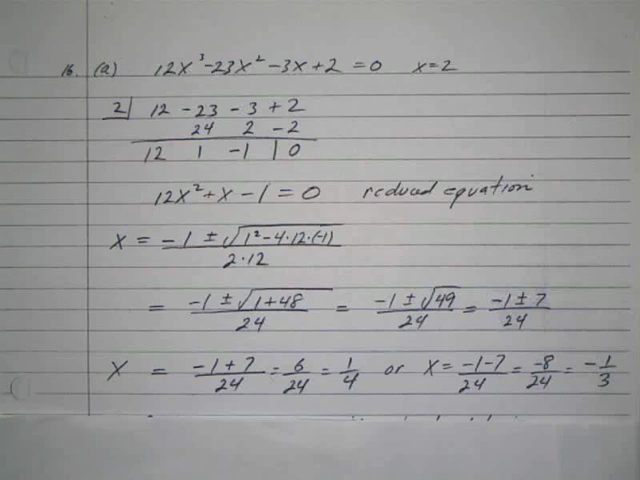 16. (a) 12x³-23x²-3x+2=0 x=2
2| 12 -23 -3 +2
24 2 -2
12 1 -1 | 0
12x²+x-1=0 reduced equation
x = (-1 ± √(1²-4·12·(-1)))/(2·12)
= (-1 ± √(1+48))/24 = (-1 ± √49)/24 = (-1 ± 7)/24
x = (-1+7)/24 = 6/24 = 1/4 or x = (-1-7)/24 = -8/24 = -1/3